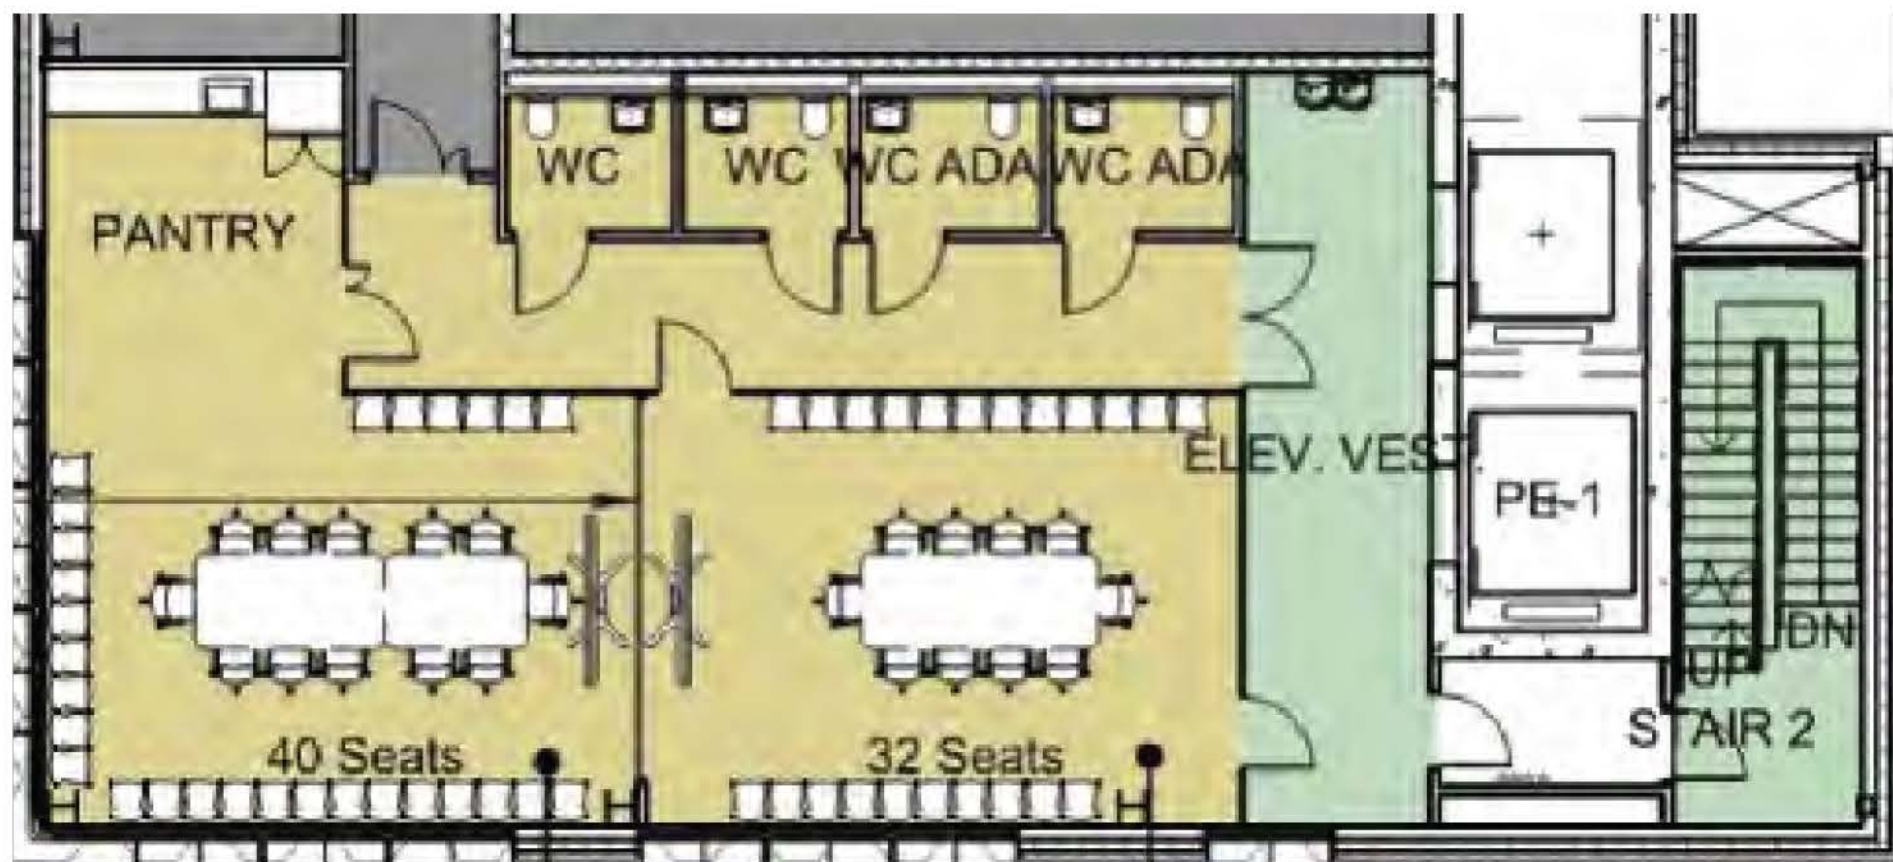 WC
WC
WC ADA
WC ADA
PANTRY
ELEV. VEST.
PE-1
DN
UP
STAIR 2
40 Seats
32 Seats